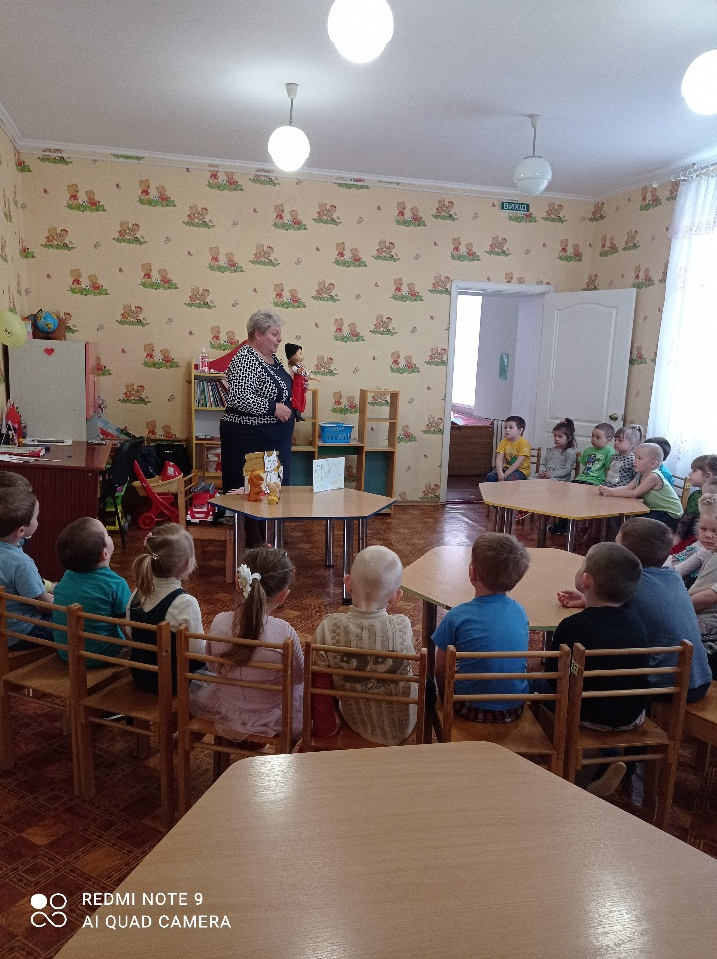 ВИХІД
REDMI NOTE 9
AI QUAD CAMERA